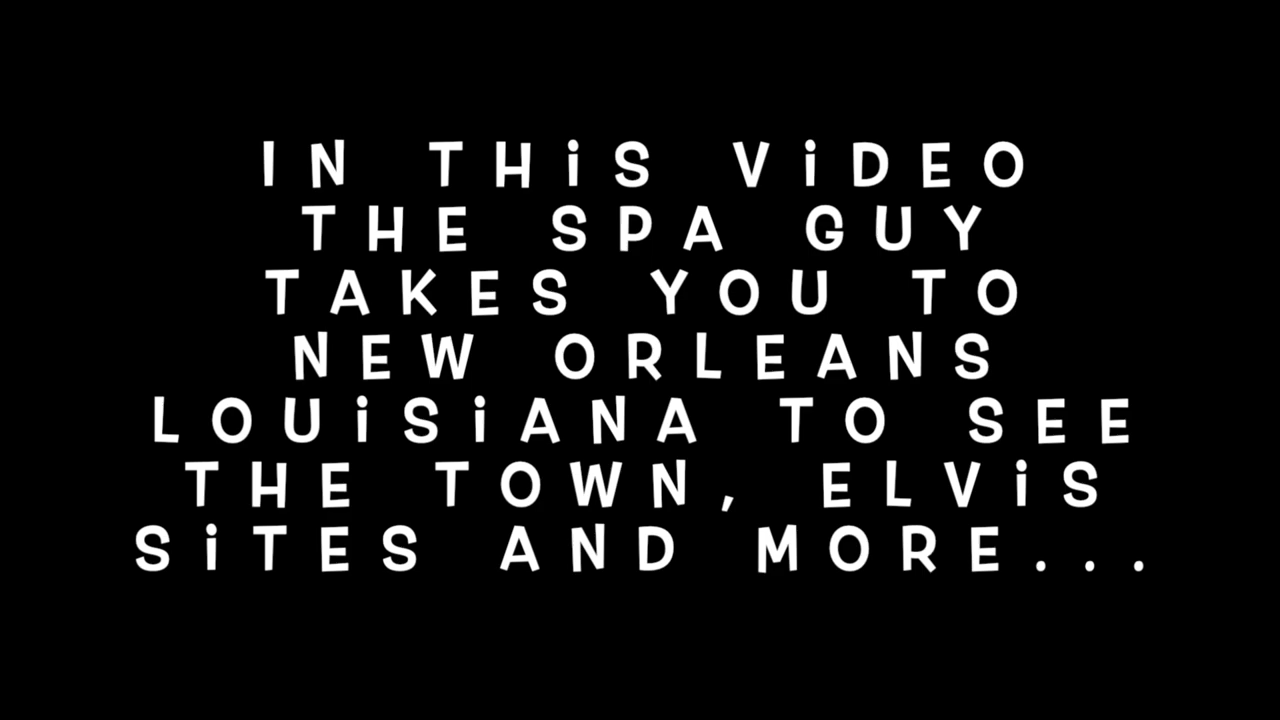 IN THiS ViDEO
THE SPA GUY
TAKES YOU TO
NEW ORLEANS
LOUiSiANA TO SEE
THE TOWN, ELViS
SiTES AND MORE...